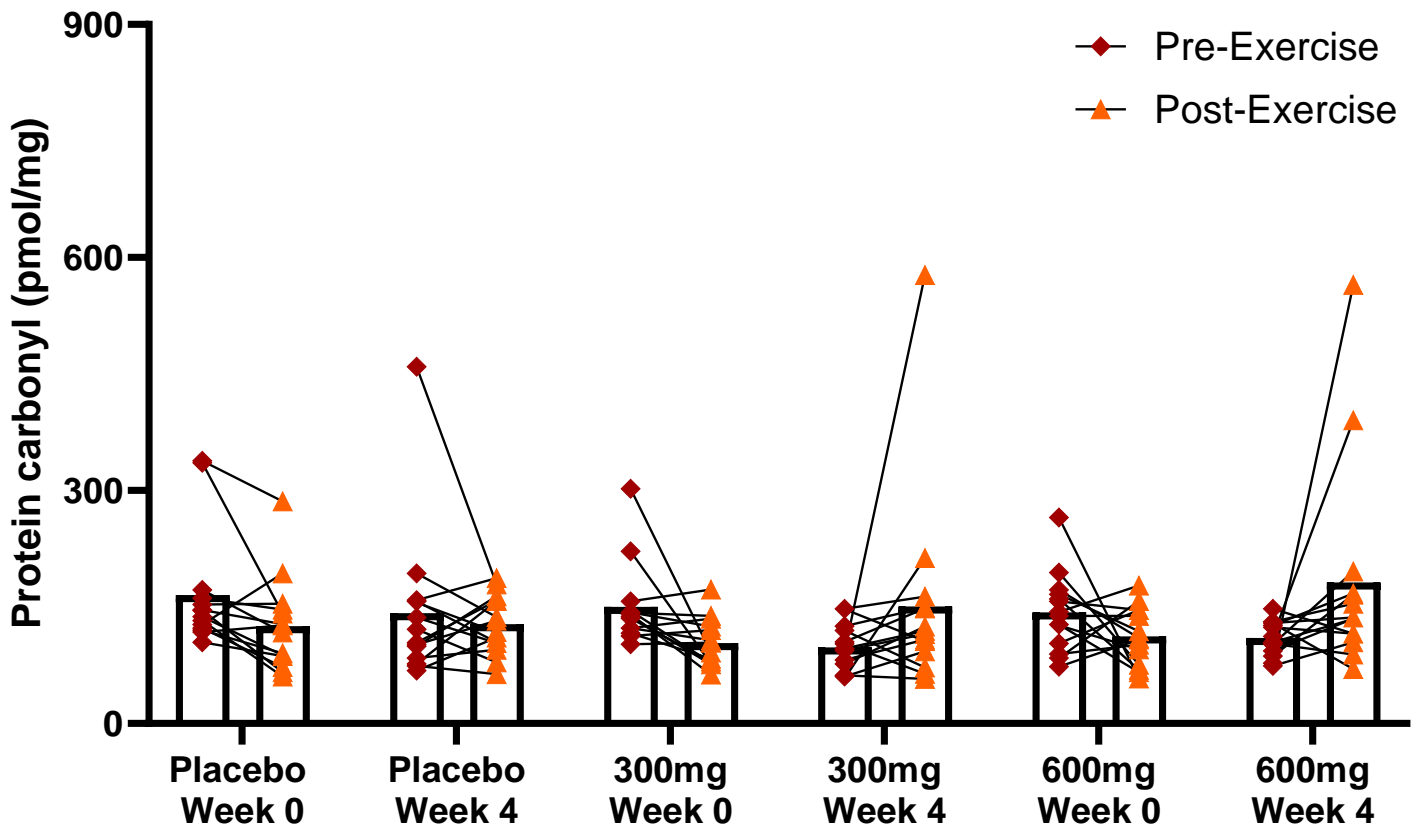 900
600
300
0
Protein carbonyl (pmol/mg)
Pre-Exercise
Post-Exercise
Placebo Week 0
Placebo Week 4
300mg Week 0
300mg Week 4
600mg Week 0
600mg Week 4